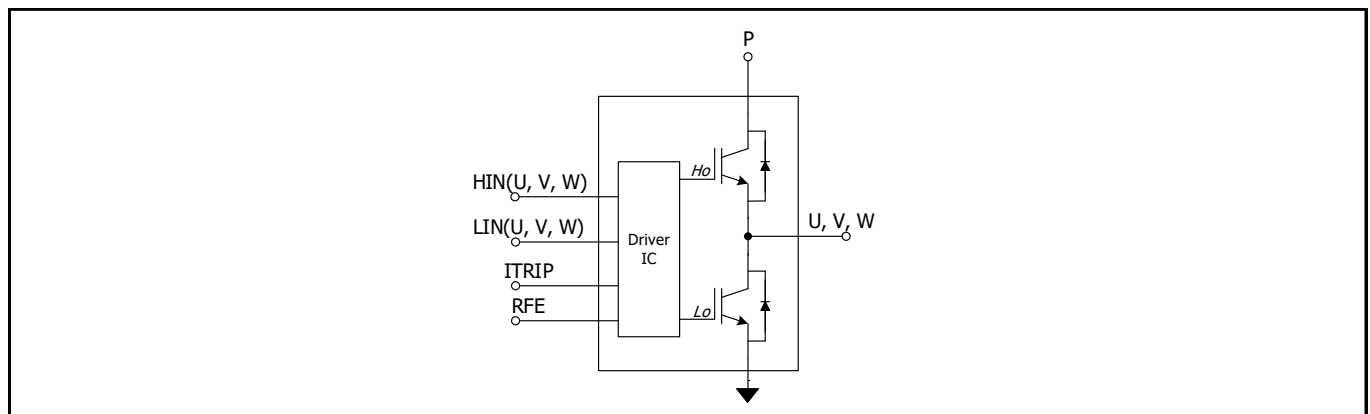 P
HIN(U, V, W)
Ho
LIN(U, V, W)
U, V, W
Driver
IC
ITRIP
RFE
Lo